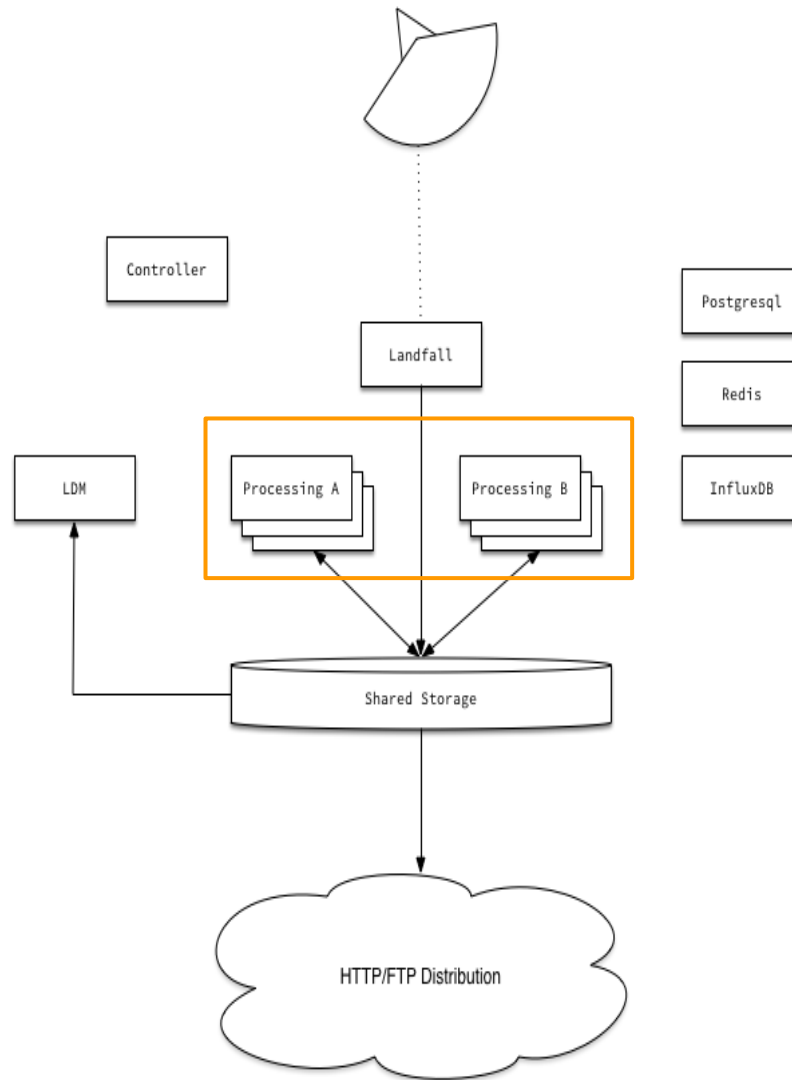 Controller
Postgresql
Landfall
Redis
LDM
Processing A
Processing B
InfluxDB
Shared Storage
HTTP/FTP Distribution